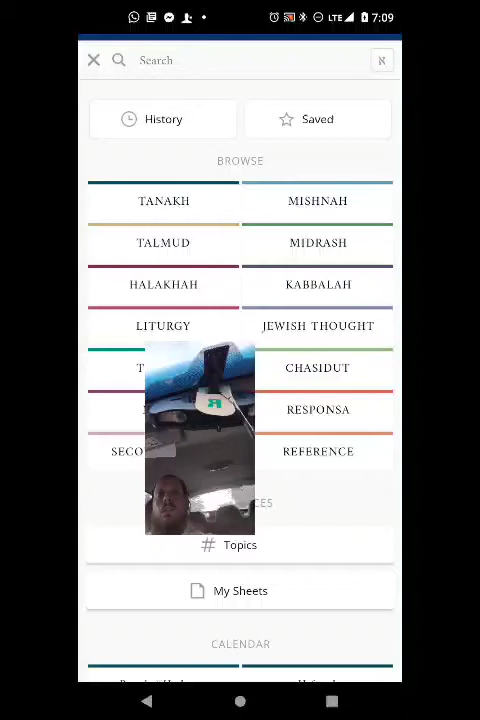 LTE 7:09
Search
א
History Saved
BROWSE
TANAKH MISHNAH
TALMUD MIDRASH
HALAKHAH KABBALAH
LITURGY JEWISH THOUGHT
CHASIDUT
RESPONSA
REFERENCE
# Topics
My Sheets
CALENDAR